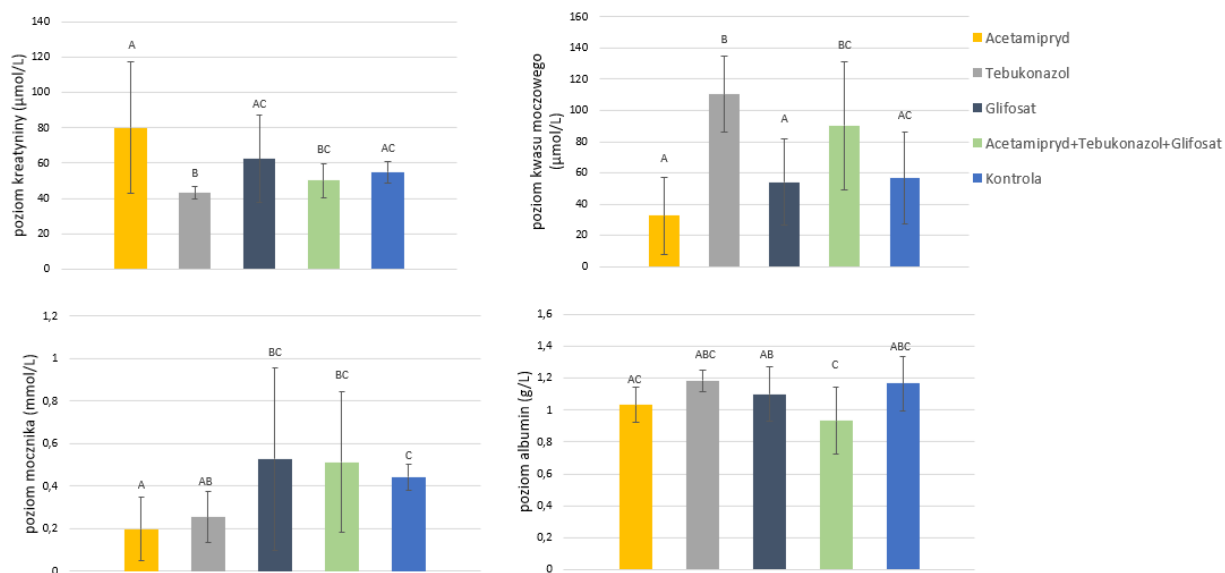 poziom kreatyniny (µmol/L)
140
120
100
80
60
40
20
0
A
B
AC
BC
AC
poziom kwasu moczowego
(µmol/L)
160
140
120
100
80
60
40
20
0
A
B
A
BC
AC
Acetamipryd
Tebukonazol
Glifosat
Acetamipryd+Tebukonazol+Glifosat
Kontrola
poziom mocznika (mmol/L)
1,2
1
0,8
0,6
0,4
0,2
0
A
AB
BC
BC
C
poziom albumin (g/L)
1,6
1,4
1,2
1
0,8
0,6
0,4
0,2
0
AC
ABC
AB
C
ABC